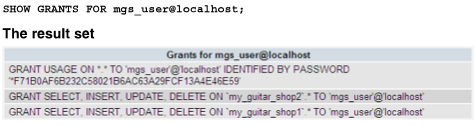 SHOW GRANTS FOR mgs_user@localhost;
The result set
Grants for mgs_user@localhost
GRANT USAGE ON *.* TO 'mgs_user'@'localhost' IDENTIFIED BY PASSWORD
'*F71B0AF6B232C58021B6AC63A29FCF13A4E46E59'
GRANT SELECT, INSERT, UPDATE, DELETE ON `my_guitar_shop2`.* TO 'mgs_user'@'localhost'
GRANT SELECT, INSERT, UPDATE, DELETE ON `my_guitar_shop1`.* TO 'mgs_user'@'localhost'